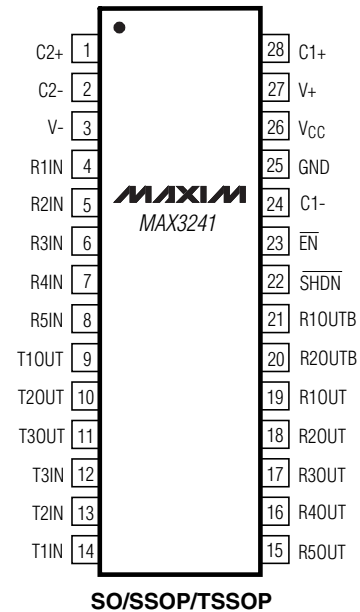 C2+ 1 28 C1+
C2- 2 27 V+
V- 3 26 VCC
R1IN 4 25 GND
R2IN 5 MAXIM 24 C1-
R3IN 6 MAX3241 23 E̅N̅
R4IN 7 22 S̅H̅D̅N̅
R5IN 8 21 R1OUTB
T1OUT 9 20 R2OUTB
T2OUT 10 19 R1OUT
T3OUT 11 18 R2OUT
T3IN 12 17 R3OUT
T2IN 13 16 R4OUT
T1IN 14 15 R5OUT
SO/SSOP/TSSOP